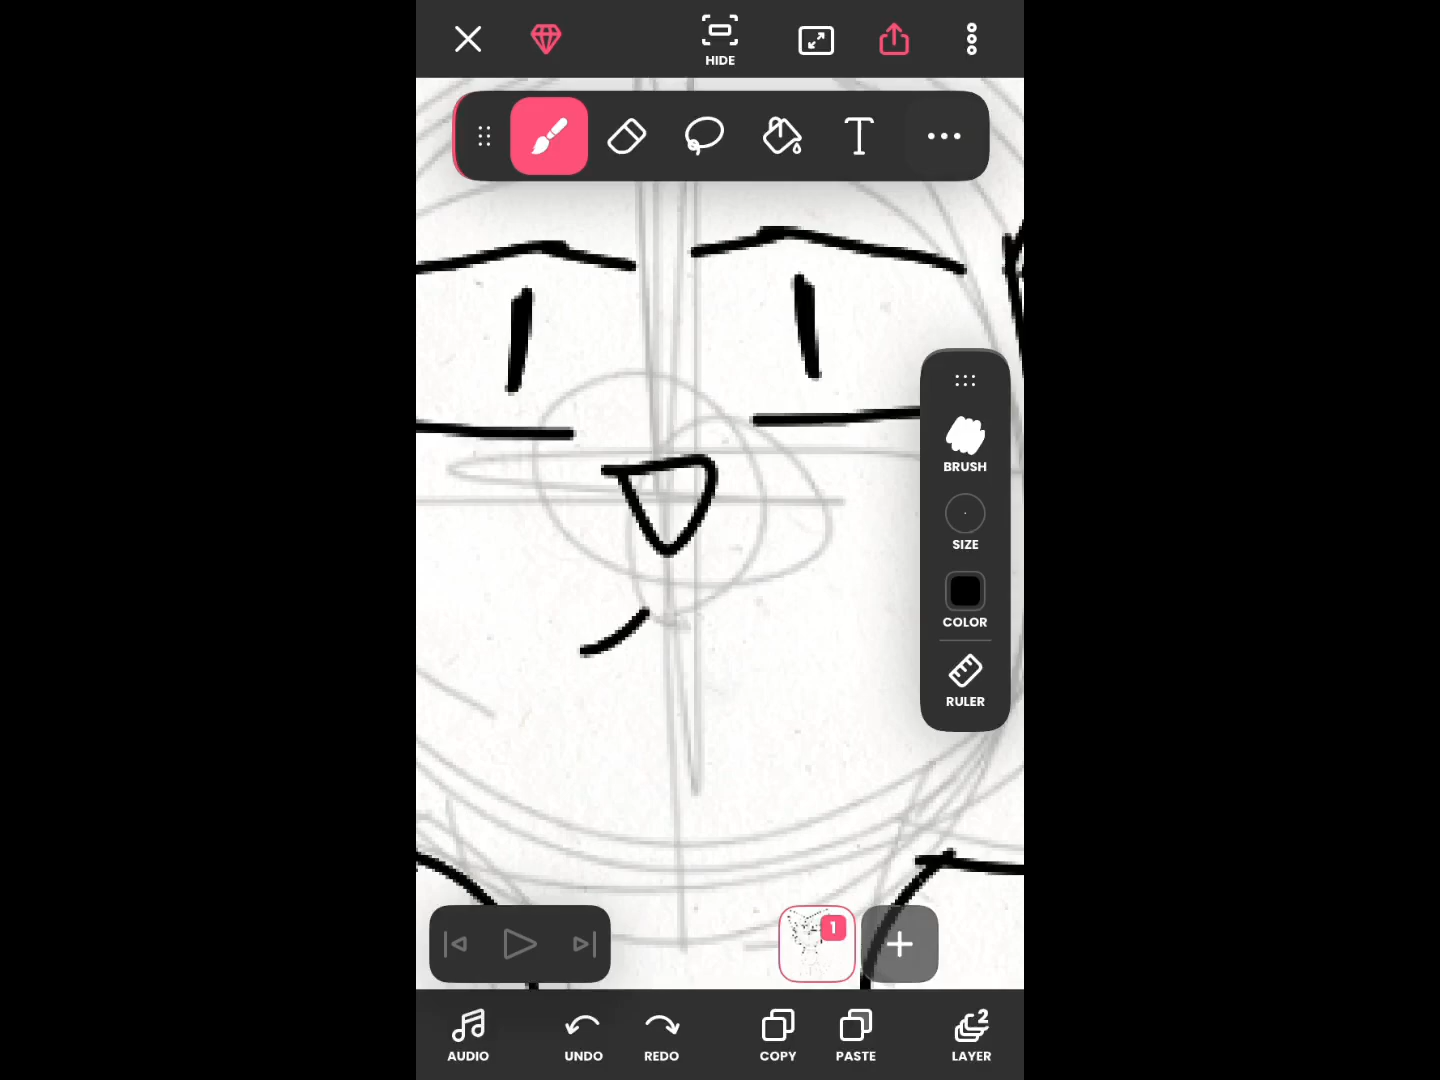 HIDE
T
BRUSH
SIZE
COLOR
RULER
1
AUDIO
UNDO
REDO
COPY
PASTE
2
LAYER